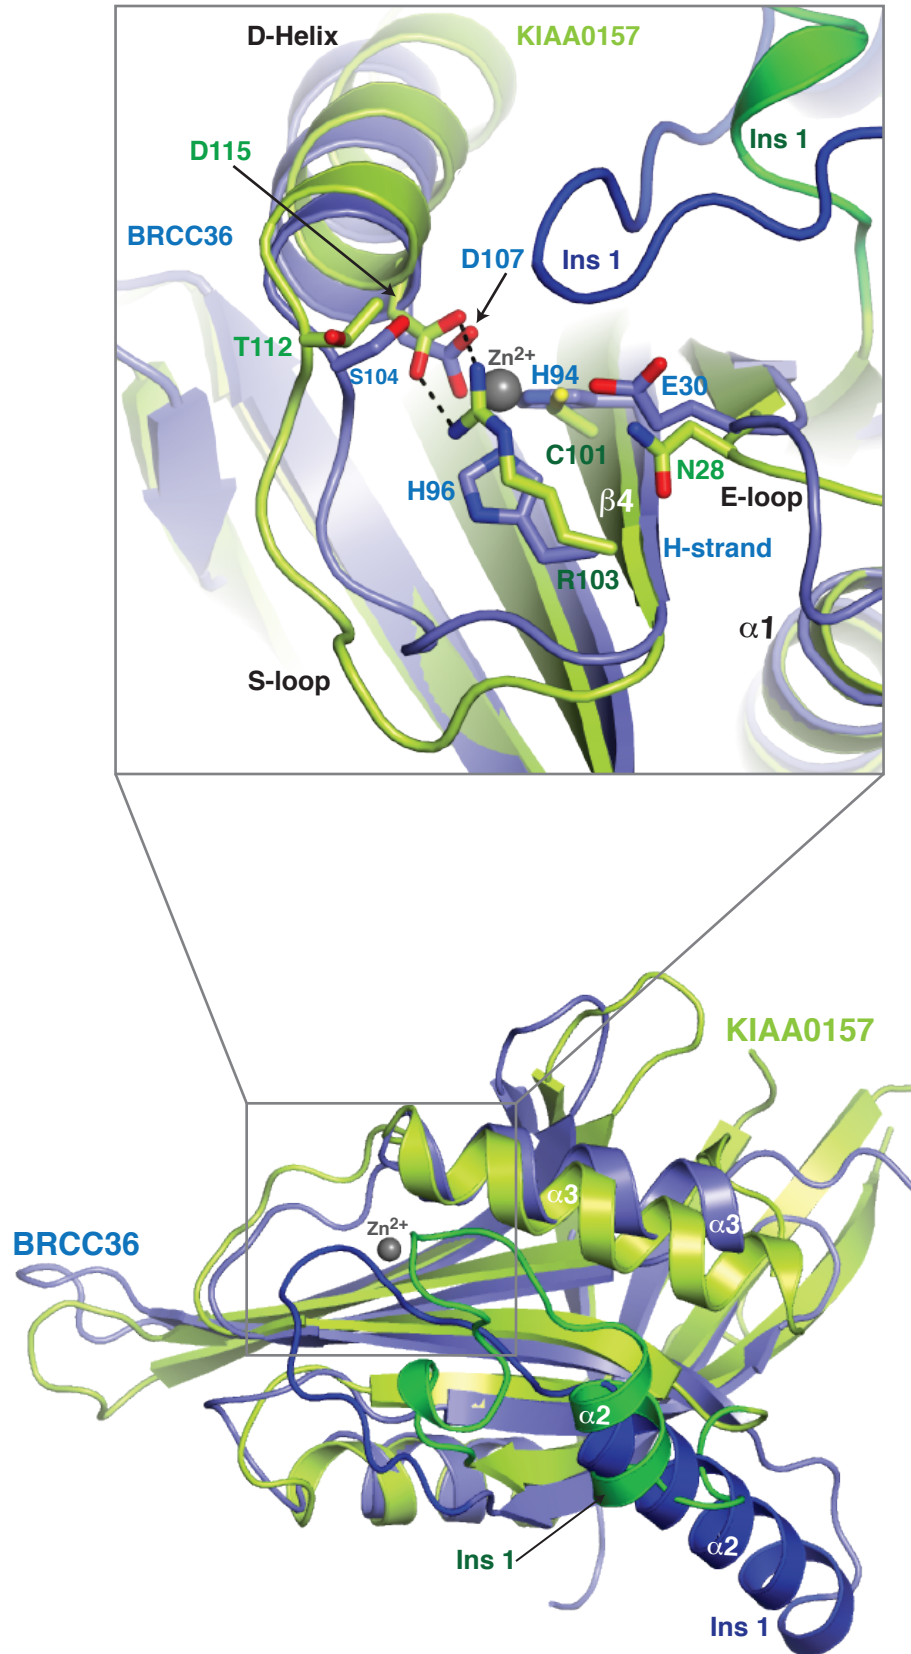 D-Helix
KIAA0157
Ins 1
D115
BRCC36
D107
Ins 1
T112
S104
Zn²⁺
H94
E30
C101
N28
H96
β4
E-loop
H-strand
R103
α1
S-loop
KIAA0157
α3
α3
Zn²⁺
BRCC36
α2
α2
Ins 1
Ins 1